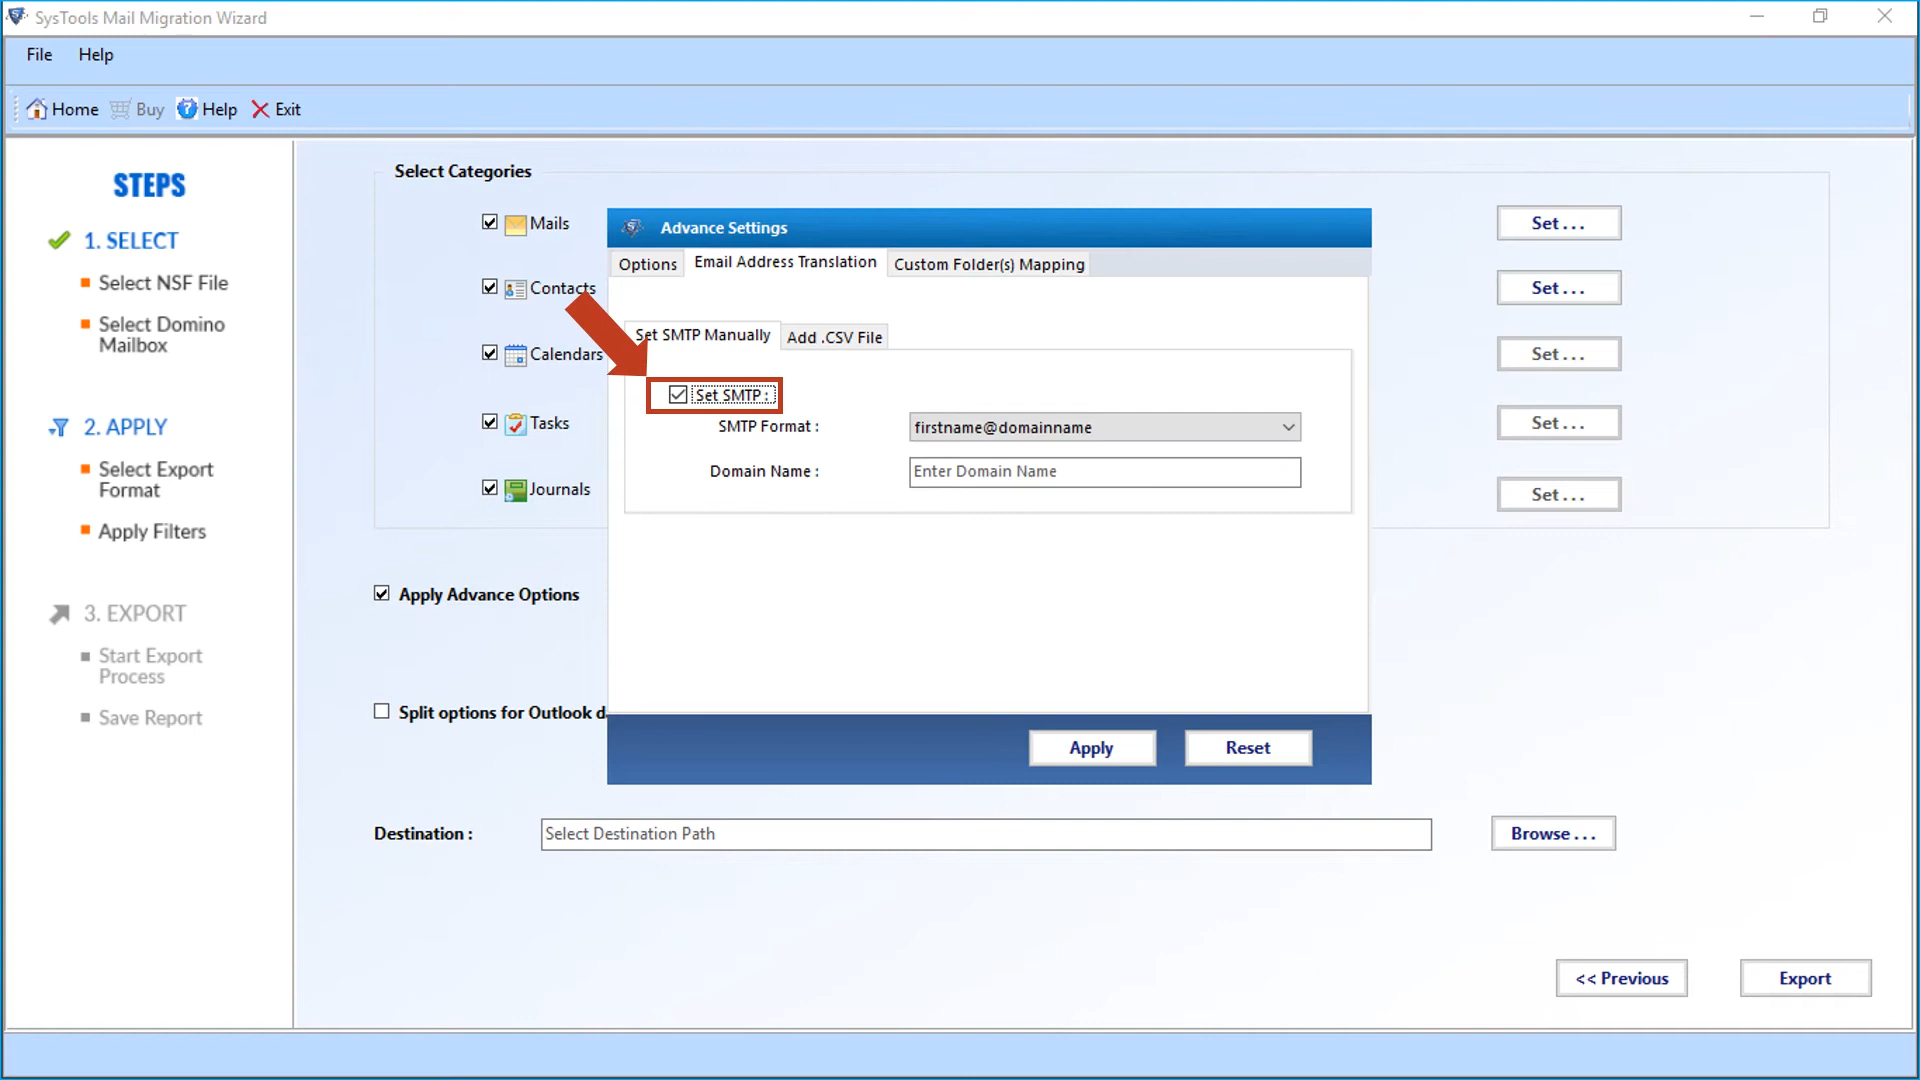 SysTools Mail Migration Wizard
File Help
Home Buy Help Exit
STEPS
1. SELECT
Select NSF File
Select Domino
Mailbox
2. APPLY
Select Export
Format
Apply Filters
3. EXPORT
Start Export
Process
Save Report
Select Categories
Mails
Set . . .
Contacts
Set . . .
Calendars
Set . . .
Tasks
Set . . .
Journals
Set . . .
Advance Settings
Options Email Address Translation Custom Folder(s) Mapping
Set SMTP Manually Add .CSV File
Set SMTP :
SMTP Format : firstname@domainname
Domain Name : Enter Domain Name
Apply Reset
Apply Advance Options
Split options for Outlook d
Destination : Select Destination Path Browse . . .
<< Previous Export